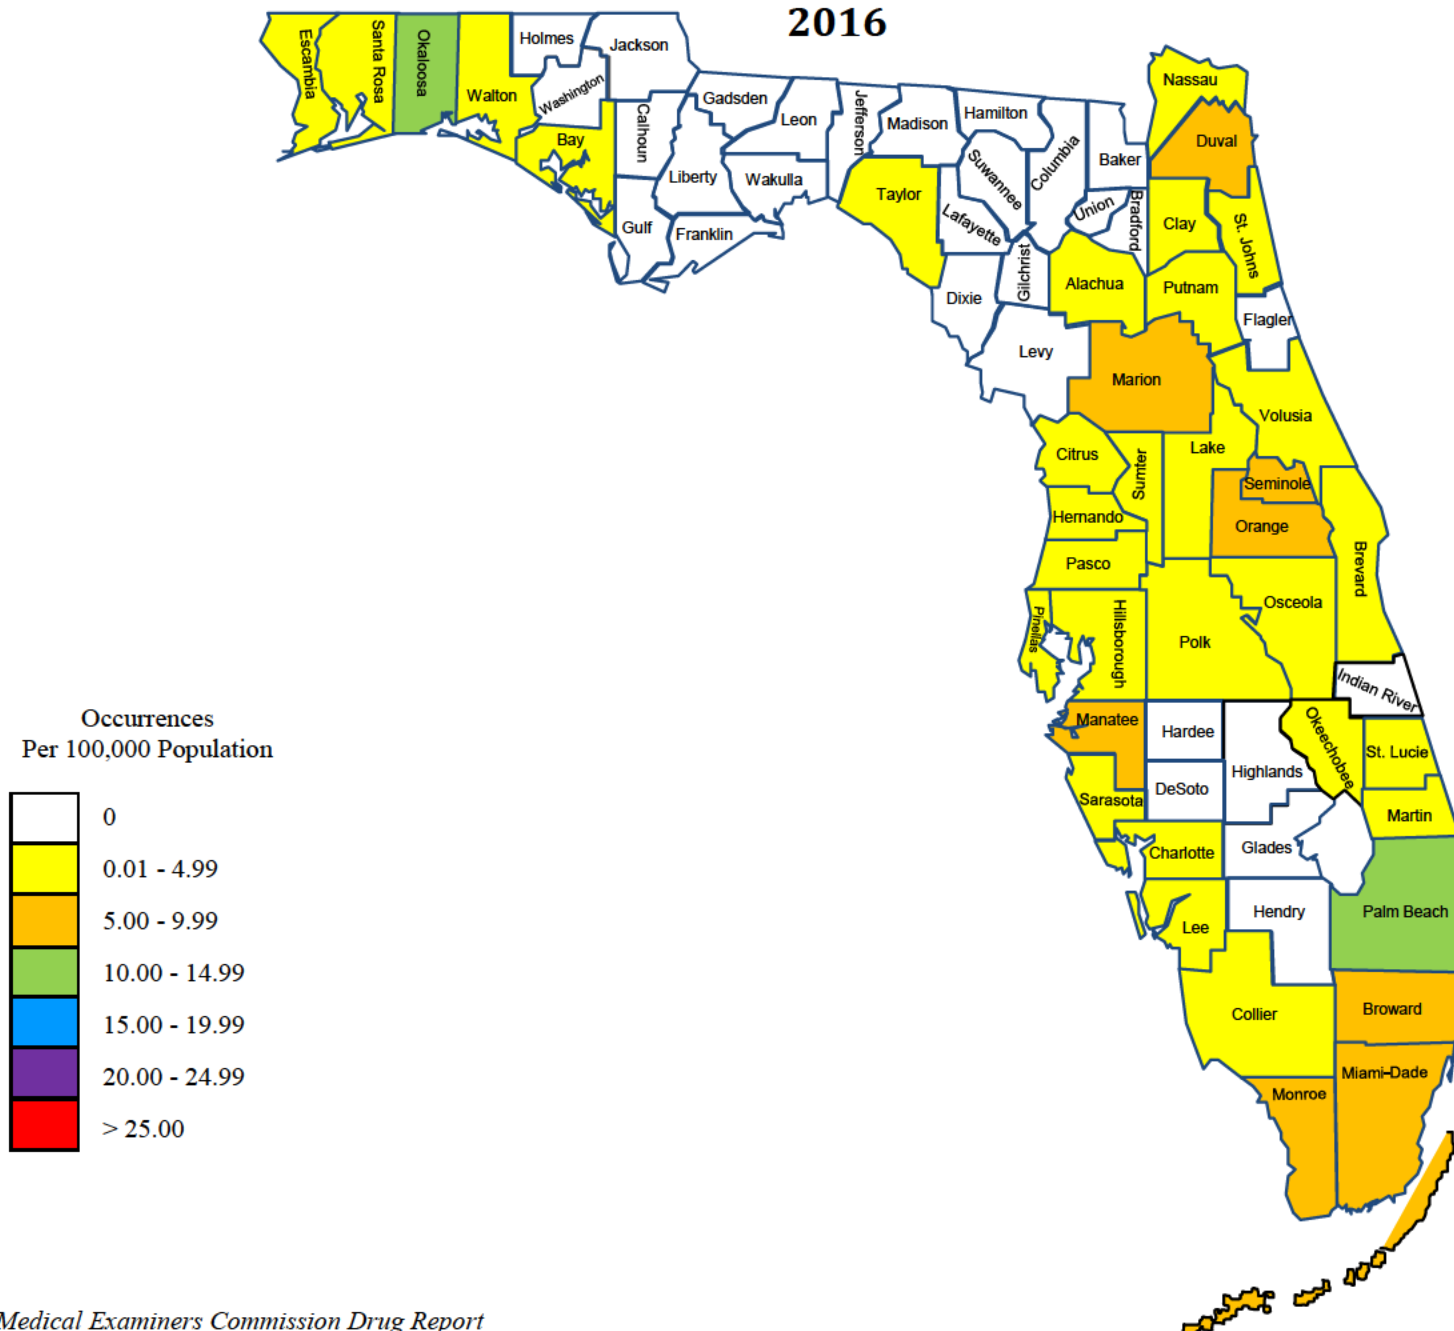 2016
Escambia
Santa Rosa
Okaloosa
Walton
Holmes
Washington
Jackson
Bay
Calhoun
Gulf
Gadsden
Liberty
Franklin
Leon
Wakulla
Jefferson
Madison
Taylor
Hamilton
Suwannee
Lafayette
Columbia
Baker
Union
Bradford
Gilchrist
Dixie
Levy
Nassau
Duval
Clay
St. Johns
Alachua
Putnam
Flagler
Marion
Volusia
Citrus
Sumter
Lake
Seminole
Hernando
Orange
Pasco
Brevard
Pinellas
Hillsborough
Polk
Osceola
Indian River
Manatee
Hardee
Highlands
Okeechobee
St. Lucie
Sarasota
DeSoto
Martin
Charlotte
Glades
Lee
Hendry
Palm Beach
Collier
Broward
Monroe
Miami-Dade
Occurrences
Per 100,000 Population
0
0.01 - 4.99
5.00 - 9.99
10.00 - 14.99
15.00 - 19.99
20.00 - 24.99
> 25.00
Medical Examiners Commission Drug Report